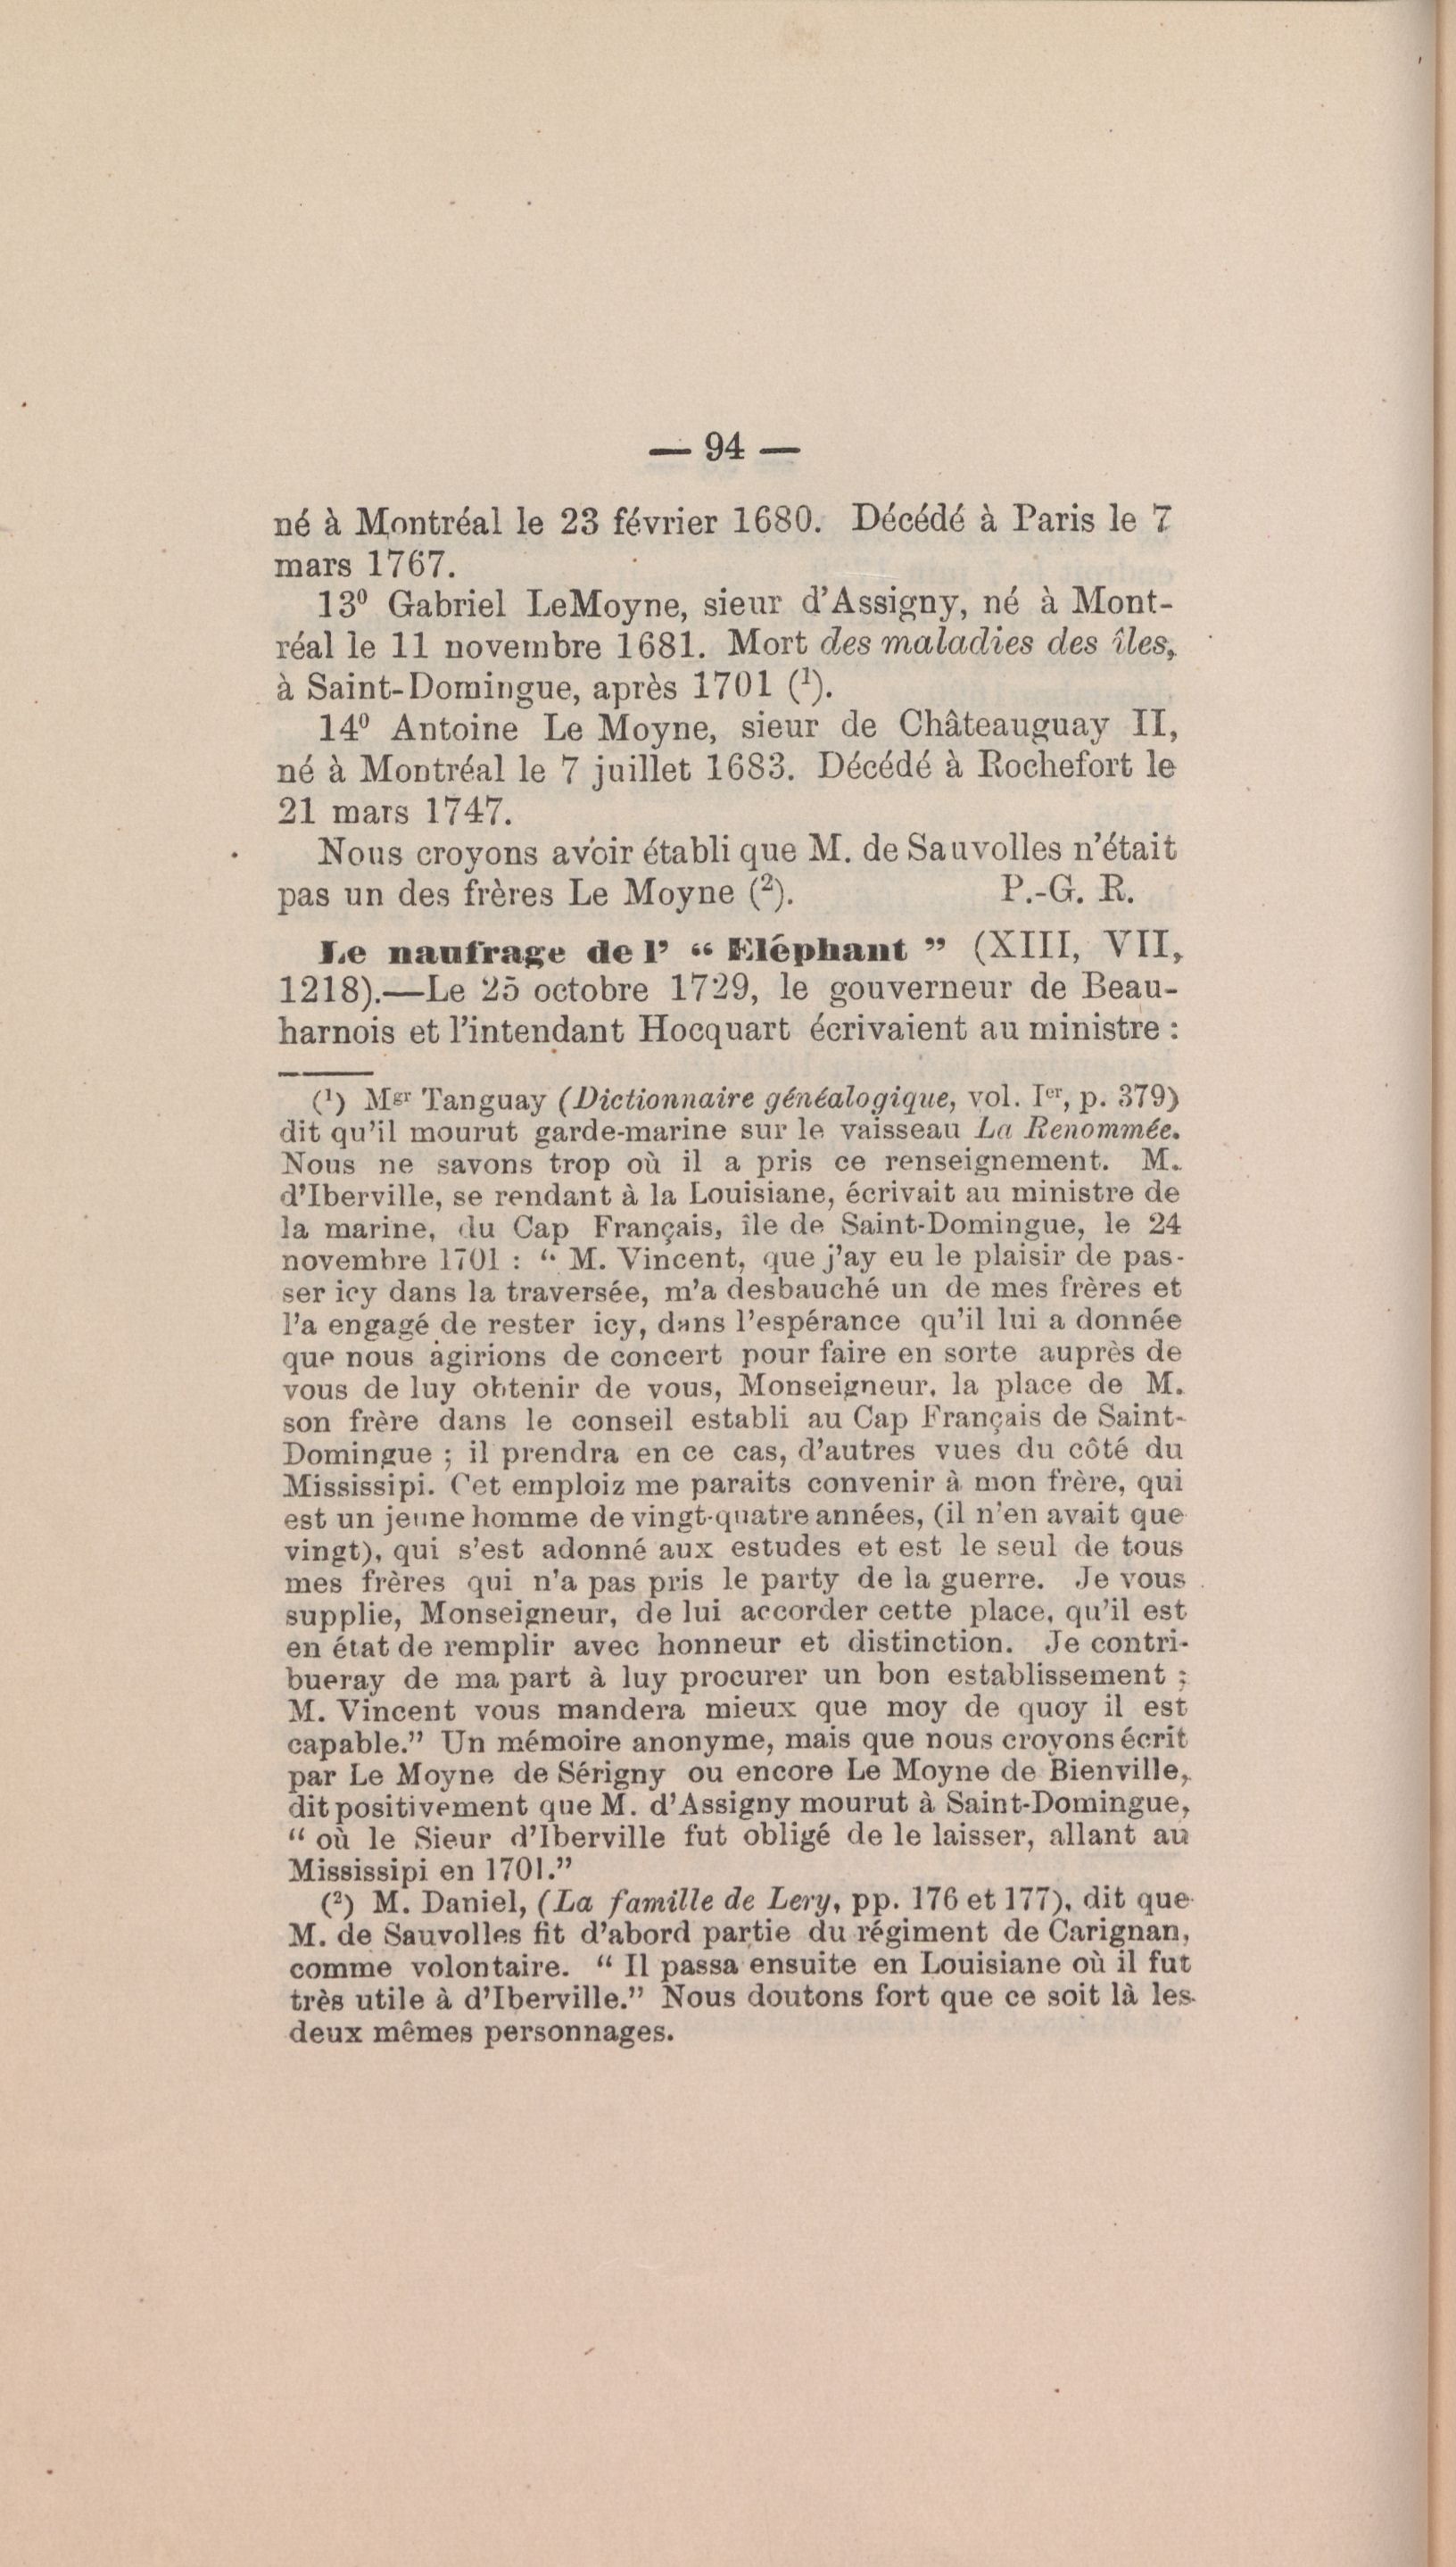 — 94 —
né à Montréal le 23 février 1680. Décédé à Paris le 7
mars 1767.
13⁰ Gabriel LeMoyne, sieur d'Assigny, né à Mont-
réal le 11 novembre 1681. Mort des maladies des îles,
à Saint-Domingue, après 1701 (¹).
14⁰ Antoine Le Moyne, sieur de Châteauguay II,
né à Montréal le 7 juillet 1683. Décédé à Rochefort le
21 mars 1747.
Nous croyons avoir établi que M. de Sauvolles n'était
pas un des frères Le Moyne (²). P.-G. R.
Le naufrage de l' “ Eléphant ” (XIII, VII,
1218).—Le 25 octobre 1729, le gouverneur de Beau-
harnois et l'intendant Hocquart écrivaient au ministre :
(¹) Mgr Tanguay (Dictionnaire généalogique, vol. Ier, p. 379)
dit qu'il mourut garde-marine sur le vaisseau La Renommée.
Nous ne savons trop où il a pris ce renseignement. M.
d'Iberville, se rendant à la Louisiane, écrivait au ministre de
la marine, du Cap Français, île de Saint-Domingue, le 24
novembre 1701 : “ M. Vincent, que j'ay eu le plaisir de pas-
ser icy dans la traversée, m'a desbauché un de mes frères et
l'a engagé de rester icy, dans l'espérance qu'il lui a donnée
que nous agirions de concert pour faire en sorte auprès de
vous de luy obtenir de vous, Monseigneur, la place de M.
son frère dans le conseil establi au Cap Français de Saint-
Domingue ; il prendra en ce cas, d'autres vues du côté du
Mississipi. Cet emploiz me paraits convenir à mon frère, qui
est un jeune homme de vingt-quatre années, (il n'en avait que
vingt), qui s'est adonné aux estudes et est le seul de tous
mes frères qui n'a pas pris le party de la guerre. Je vous
supplie, Monseigneur, de lui accorder cette place, qu'il est
en état de remplir avec honneur et distinction. Je contri-
bueray de ma part à luy procurer un bon establissement ;
M. Vincent vous mandera mieux que moy de quoy il est
capable.” Un mémoire anonyme, mais que nous croyons écrit
par Le Moyne de Sérigny ou encore Le Moyne de Bienville,
dit positivement que M. d'Assigny mourut à Saint-Domingue,
“ où le Sieur d'Iberville fut obligé de le laisser, allant au
Mississipi en 1701.”
(²) M. Daniel, (La famille de Lery, pp. 176 et 177), dit que
M. de Sauvolles fit d'abord partie du régiment de Carignan,
comme volontaire. “ Il passa ensuite en Louisiane où il fut
très utile à d'Iberville.” Nous doutons fort que ce soit là les
deux mêmes personnages.